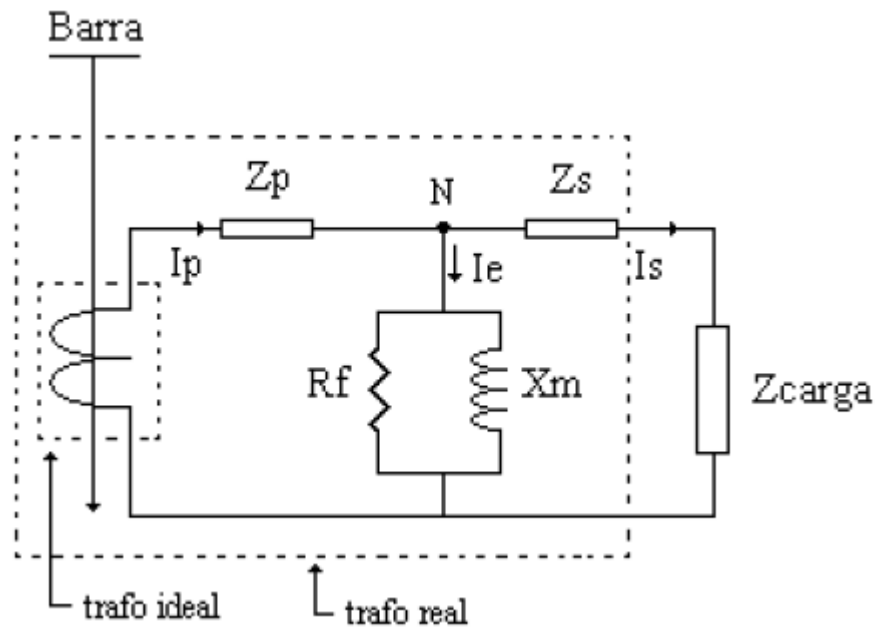 Barra
Zp
N
Zs
Ip
Ie
Is
Rf
Xm
Zcarga
trafo ideal
trafo real